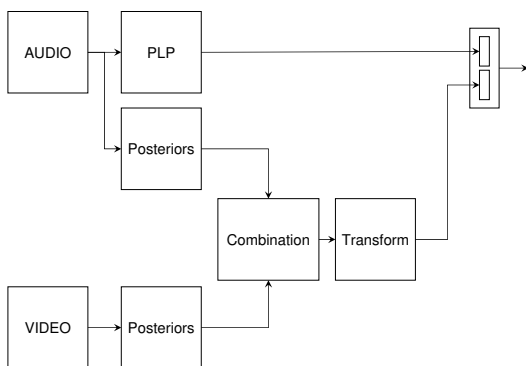 AUDIO
PLP
Posteriors
Combination
Transform
VIDEO
Posteriors